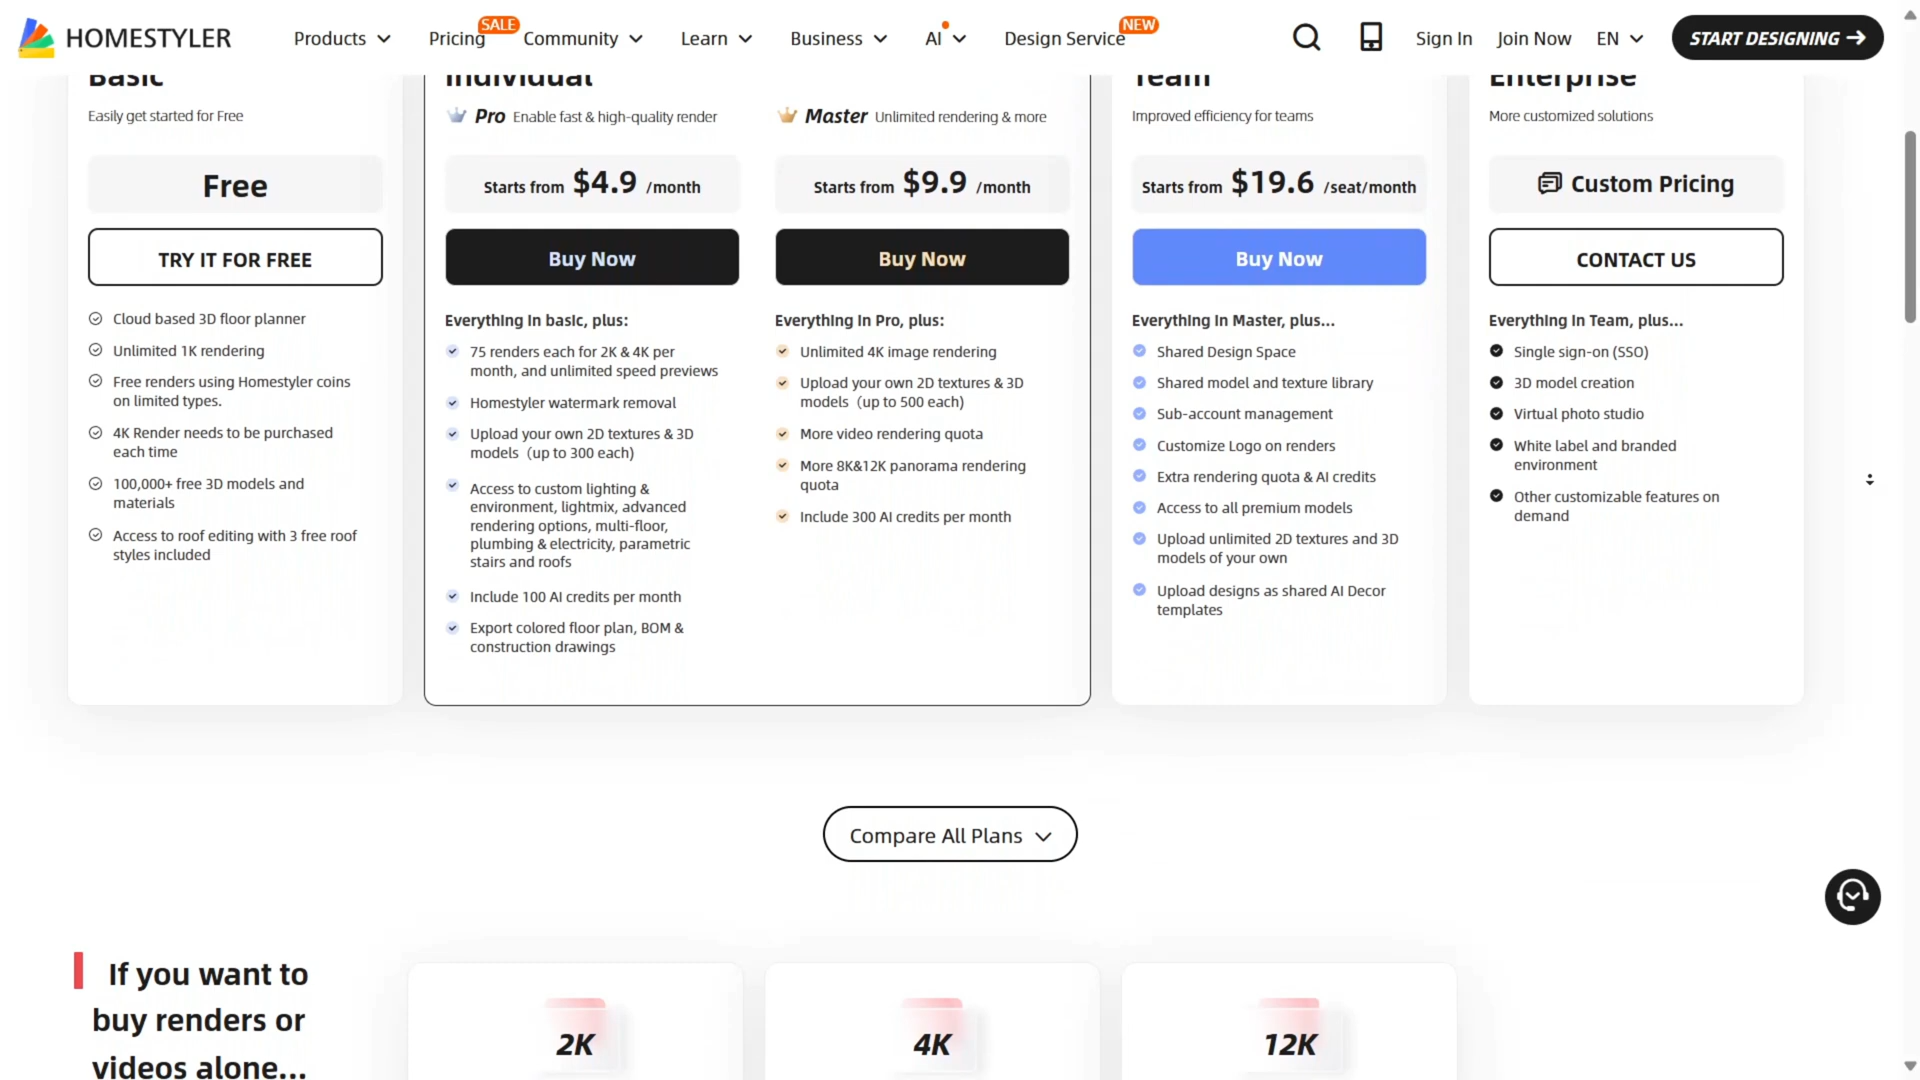 HOMESTYLER
Products
Pricing
SALE
Community
Learn
Business
AI
Design Service
NEW
Sign In
Join Now
EN
START DESIGNING
Basic
Easily get started for Free
Free
TRY IT FOR FREE
Cloud based 3D floor planner
Unlimited 1K rendering
Free renders using Homestyler coins
on limited types.
4K Render needs to be purchased
each time
100,000+ free 3D models and
materials
Access to roof editing with 3 free roof
styles included
Individual
Pro Enable fast & high-quality render
Starts from $4.9 /month
Buy Now
Everything in basic, plus:
75 renders each for 2K & 4K per
month, and unlimited speed previews
Homestyler watermark removal
Upload your own 2D textures & 3D
models（up to 300 each)
Access to custom lighting &
environment, lightmix, advanced
rendering options, multi-floor,
plumbing & electricity, parametric
stairs and roofs
Include 100 AI credits per month
Export colored floor plan, BOM &
construction drawings
Master Unlimited rendering & more
Starts from $9.9 /month
Buy Now
Everything in Pro, plus:
Unlimited 4K image rendering
Upload your own 2D textures & 3D
models（up to 500 each)
More video rendering quota
More 8K&12K panorama rendering
quota
Include 300 AI credits per month
Team
Improved efficiency for teams
Starts from $19.6 /seat/month
Buy Now
Everything in Master, plus...
Shared Design Space
Shared model and texture library
Sub-account management
Customize Logo on renders
Extra rendering quota & AI credits
Access to all premium models
Upload unlimited 2D textures and 3D
models of your own
Upload designs as shared AI Decor
templates
Enterprise
More customized solutions
Custom Pricing
CONTACT US
Everything in Team, plus...
Single sign-on (SSO)
3D model creation
Virtual photo studio
White label and branded
environment
Other customizable features on
demand
Compare All Plans
If you want to
buy renders or
videos alone...
2K
4K
12K